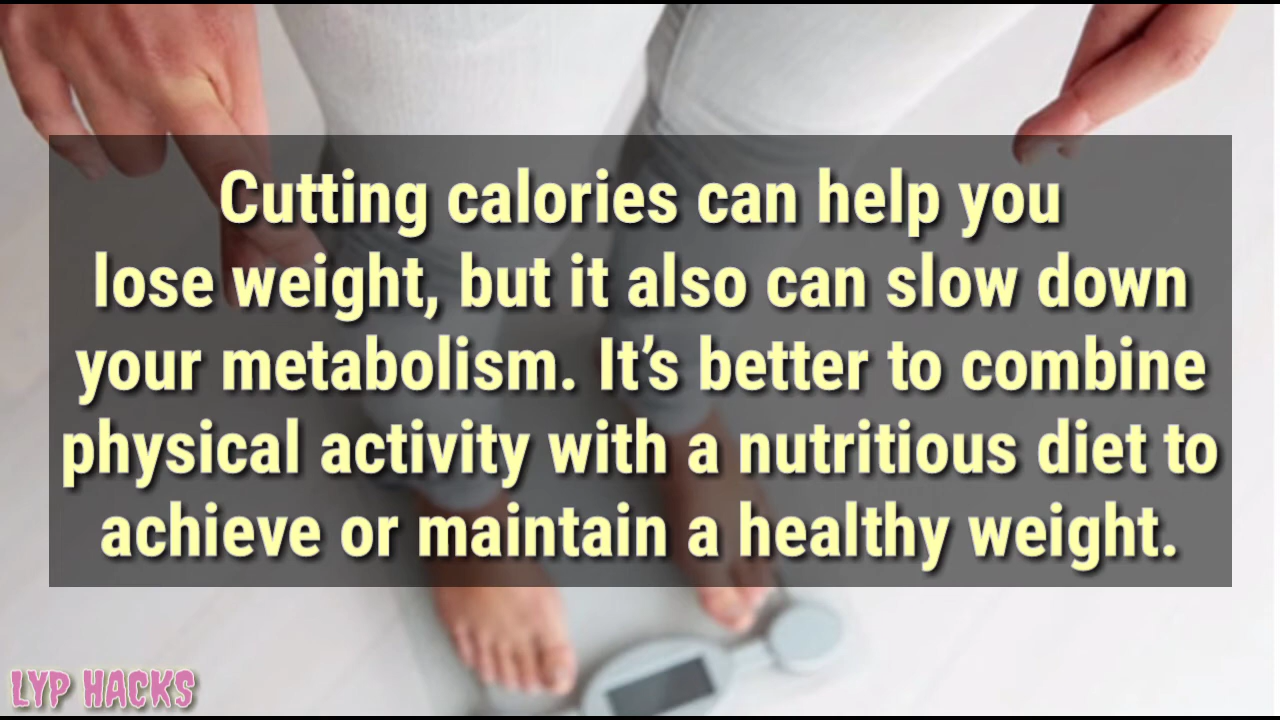 Cutting calories can help you
lose weight, but it also can slow down
your metabolism. It’s better to combine
physical activity with a nutritious diet to
achieve or maintain a healthy weight.
LYP HACKS